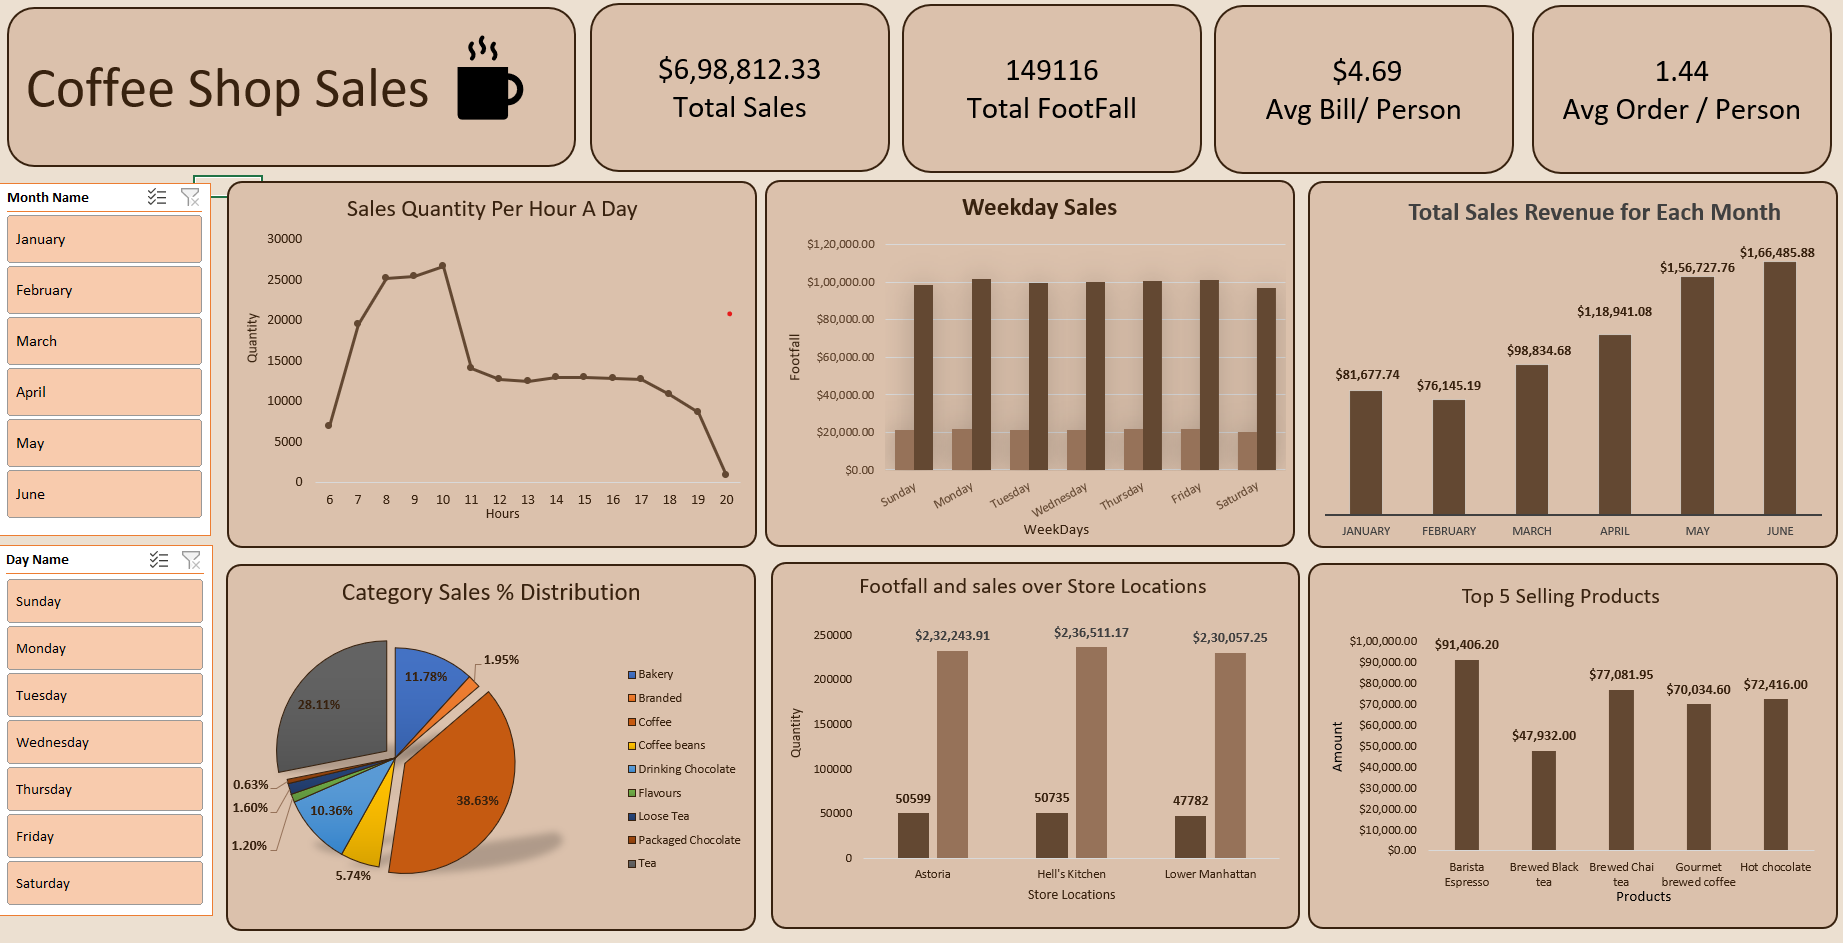 Coffee Shop Sales
$6,98,812.33
Total Sales
149116
Total FootFall
$4.69
Avg Bill/ Person
1.44
Avg Order / Person
Month Name
January
February
March
April
May
June
Day Name
Sunday
Monday
Tuesday
Wednesday
Thursday
Friday
Saturday
Sales Quantity Per Hour A Day
Quantity
30000
25000
20000
15000
10000
5000
0
6 7 8 9 10 11 12 13 14 15 16 17 18 19 20
Hours
Weekday Sales
Footfall
$1,20,000.00
$1,00,000.00
$80,000.00
$60,000.00
$40,000.00
$20,000.00
$0.00
Sunday Monday Tuesday Wednesday Thursday Friday Saturday
WeekDays
Total Sales Revenue for Each Month
$81,677.74
$76,145.19
$98,834.68
$1,18,941.08
$1,56,727.76
$1,66,485.88
JANUARY FEBRUARY MARCH APRIL MAY JUNE
Category Sales % Distribution
11.78%
1.95%
38.63%
5.74%
10.36%
1.20%
1.60%
0.63%
28.11%
Bakery
Branded
Coffee
Coffee beans
Drinking Chocolate
Flavours
Loose Tea
Packaged Chocolate
Tea
Footfall and sales over Store Locations
Quantity
250000
200000
150000
100000
50000
0
50599
$2,32,243.91
50735
$2,36,511.17
47782
$2,30,057.25
Astoria Hell's Kitchen Lower Manhattan
Store Locations
Top 5 Selling Products
Amount
$1,00,000.00
$90,000.00
$80,000.00
$70,000.00
$60,000.00
$50,000.00
$40,000.00
$30,000.00
$20,000.00
$10,000.00
$0.00
$91,406.20
$47,932.00
$77,081.95
$70,034.60
$72,416.00
Barista Espresso
Brewed Black tea
Brewed Chai tea
Gourmet brewed coffee
Hot chocolate
Products